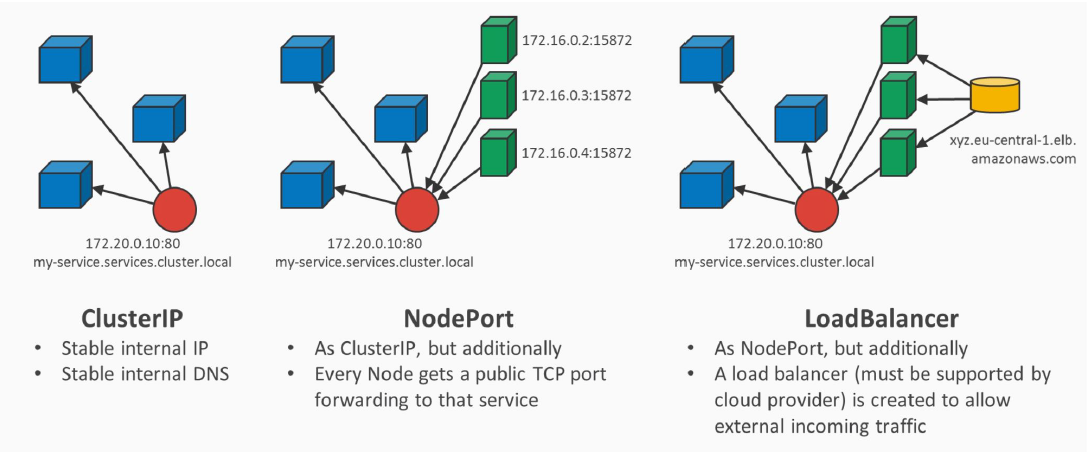 172.20.0.10:80
my-service.services.cluster.local
ClusterIP
• Stable internal IP
• Stable internal DNS
172.16.0.2:15872
172.16.0.3:15872
172.16.0.4:15872
172.20.0.10:80
my-service.services.cluster.local
NodePort
• As ClusterIP, but additionally
• Every Node gets a public TCP port
forwarding to that service
xyz.eu-central-1.elb.
amazonaws.com
172.20.0.10:80
my-service.services.cluster.local
LoadBalancer
• As NodePort, but additionally
• A load balancer (must be supported by
cloud provider) is created to allow
external incoming traffic